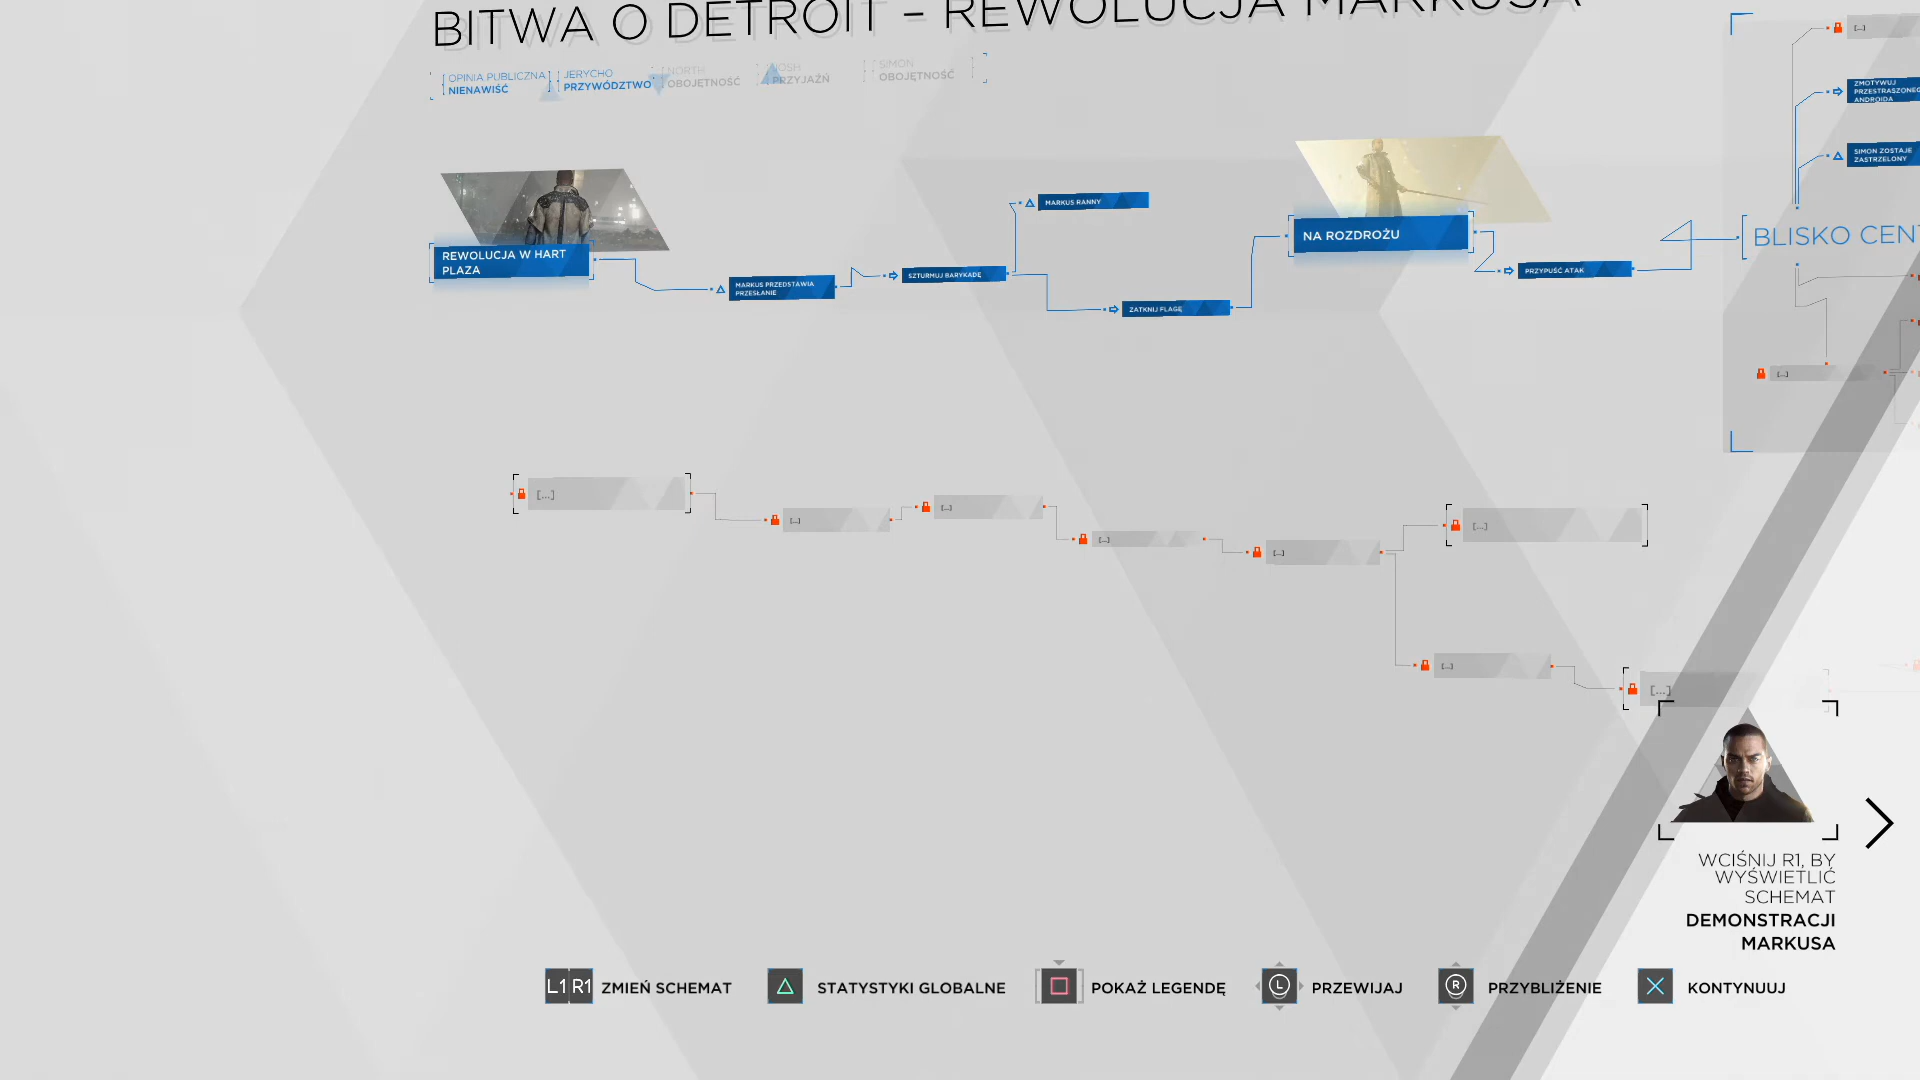 BITWA O DETROIT – REWOLUCJA MARKUSA
OPINIA PUBLICZNA
NIENAWIŚĆ
JERYCHO
PRZYWÓDZTWO
NORTH
OBOJĘTNOŚĆ
JOSH
PRZYJAŹŃ
SIMON
OBOJĘTNOŚĆ
[...]
ZMOTYWUJ
PRZESTRASZONEGO
ANDROIDA
SIMON ZOSTAJE
ZASTRZELONY
MARKUS RANNY
REWOLUCJA W HART
PLAZA
MARKUS PRZEDSTAWIA
PRZESŁANIE
SZTURMUJ BARYKADĘ
ZATKNIJ FLAGĘ
NA ROZDROŻU
PRZYPUŚĆ ATAK
BLISKO CENT
[...]
[...]
[...]
[...]
[...]
[...]
[...]
[...]
[...]
WCIŚNIJ R1, BY
WYŚWIETLIĆ
SCHEMAT
DEMONSTRACJI
MARKUSA
L1 R1 ZMIEŃ SCHEMAT
STATYSTYKI GLOBALNE
POKAŻ LEGENDĘ
L PRZEWIJAJ
R PRZYBLIŻENIE
KONTYNUUJ